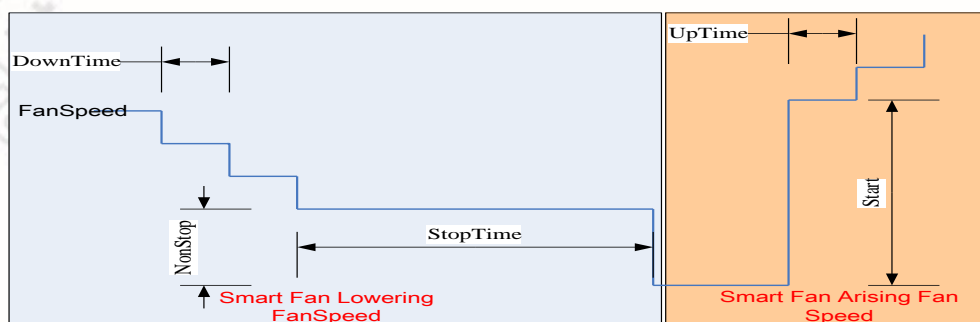 UpTime
DownTime
FanSpeed
Start
NonStop
StopTime
Smart Fan Lowering
FanSpeed
Smart Fan Arising Fan
Speed